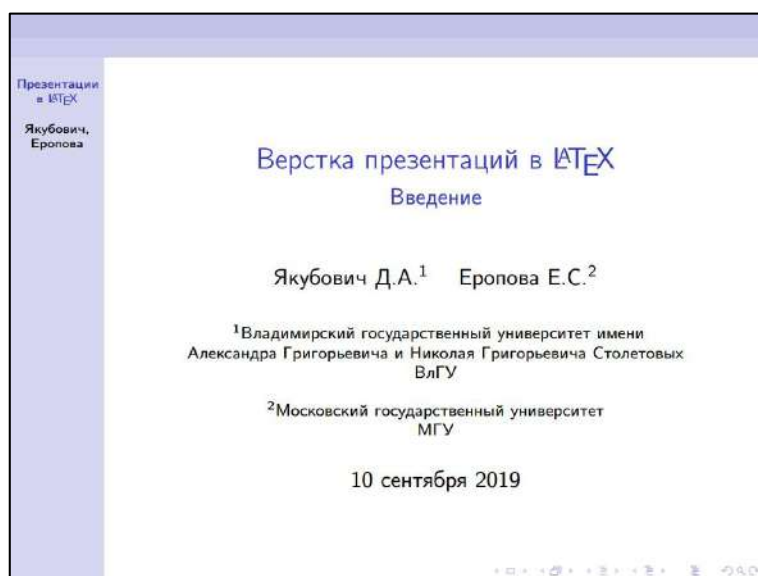 Презентации
в LATEX
Якубович,
Еропова
Верстка презентаций в LATEX
Введение
Якубович Д.А.¹ Еропова Е.С.²
¹Владимирский государственный университет имени
Александра Григорьевича и Николая Григорьевича Столетовых
ВлГУ
²Московский государственный университет
МГУ
10 сентября 2019